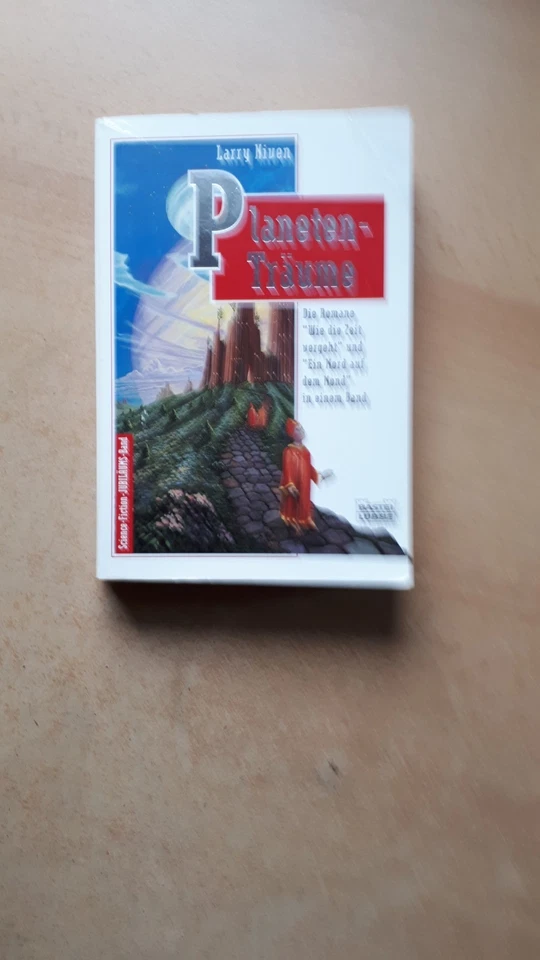 Larry Niven
Planeten-
Träume
Die Romane
"Wie die Zeit
vergeht" und
"Ein Mord auf
dem Mond"
in einem Band
Science-Fiction-JUBILÄUMS-Band
BASTEI
LÜBBE